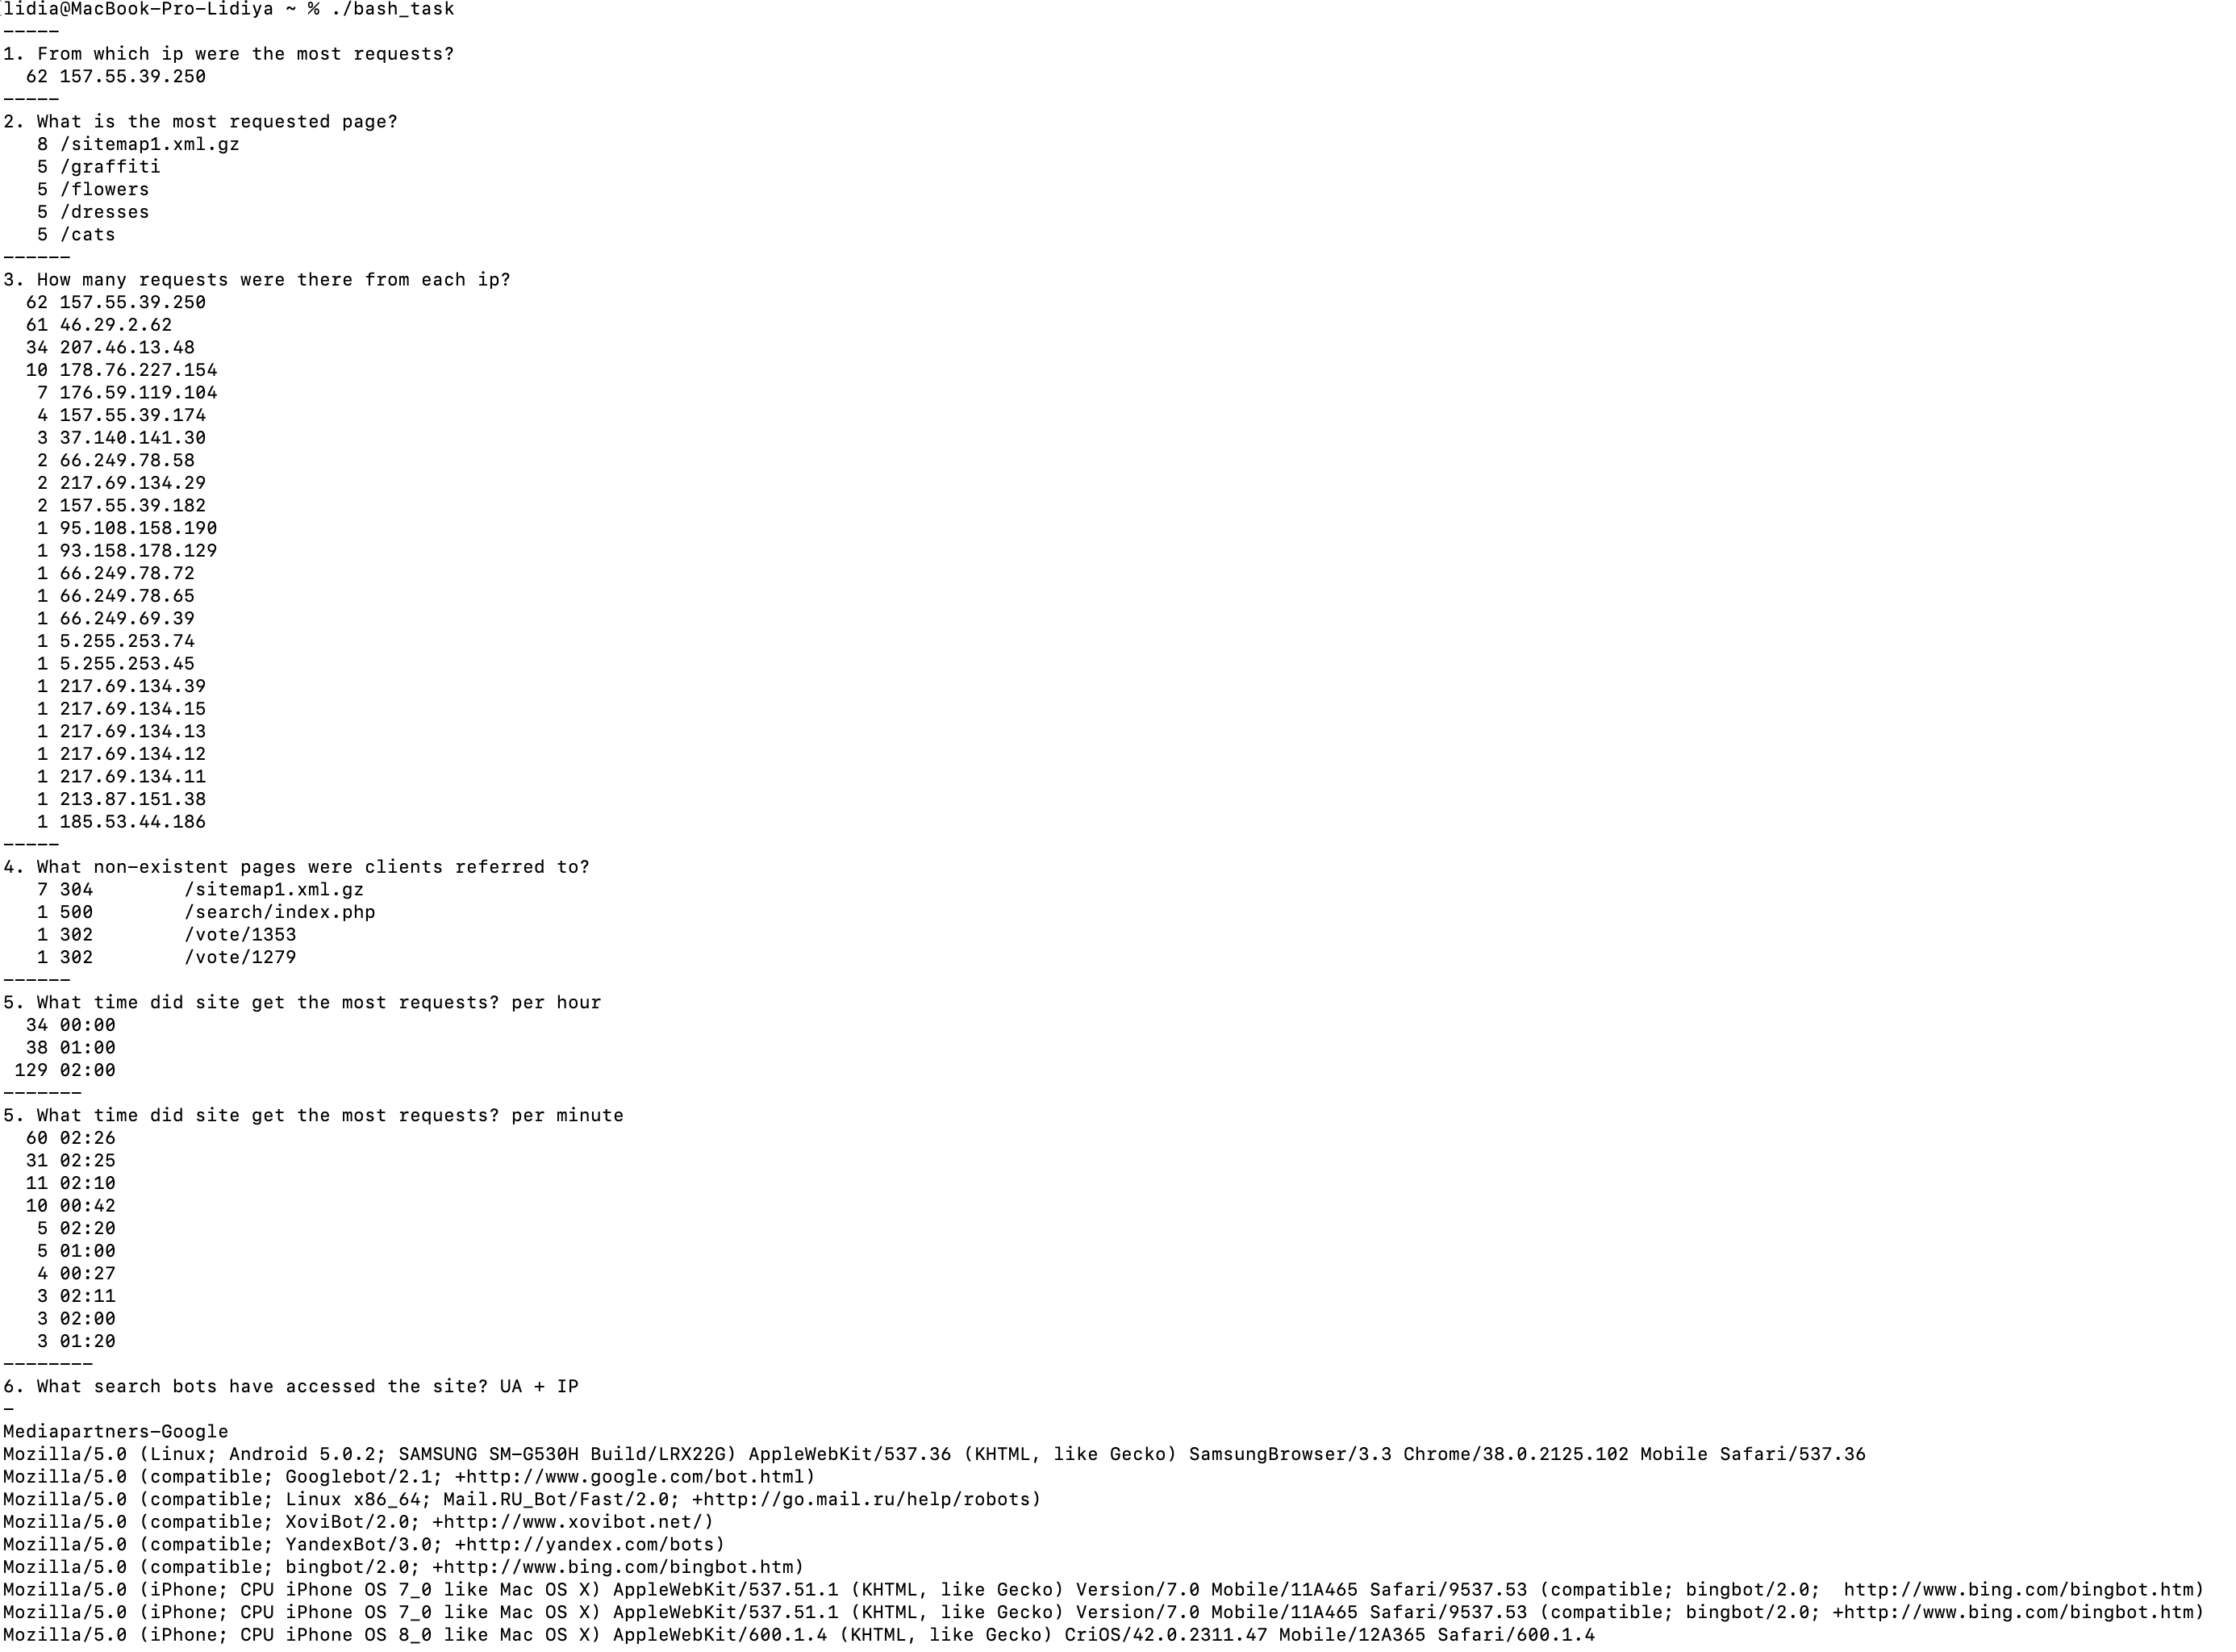 lidia@MacBook-Pro-Lidiya ~ % ./bash_task
-----
1. From which ip were the most requests?
  62 157.55.39.250
-----
2. What is the most requested page?
   8 /sitemap1.xml.gz
   5 /graffiti
   5 /flowers
   5 /dresses
   5 /cats
------
3. How many requests were there from each ip?
  62 157.55.39.250
  61 46.29.2.62
  34 207.46.13.48
  10 178.76.227.154
   7 176.59.119.104
   4 157.55.39.174
   3 37.140.141.30
   2 66.249.78.58
   2 217.69.134.29
   2 157.55.39.182
   1 95.108.158.190
   1 93.158.178.129
   1 66.249.78.72
   1 66.249.78.65
   1 66.249.69.39
   1 5.255.253.74
   1 5.255.253.45
   1 217.69.134.39
   1 217.69.134.15
   1 217.69.134.13
   1 217.69.134.12
   1 217.69.134.11
   1 213.87.151.38
   1 185.53.44.186
-----
4. What non-existent pages were clients referred to?
   7 304        /sitemap1.xml.gz
   1 500        /search/index.php
   1 302        /vote/1353
   1 302        /vote/1279
------
5. What time did site get the most requests? per hour
  34 00:00
  38 01:00
 129 02:00
-------
5. What time did site get the most requests? per minute
  60 02:26
  31 02:25
  11 02:10
  10 00:42
   5 02:20
   5 01:00
   4 00:27
   3 02:11
   3 02:00
   3 01:20
--------
6. What search bots have accessed the site? UA + IP
-
Mediapartners-Google
Mozilla/5.0 (Linux; Android 5.0.2; SAMSUNG SM-G530H Build/LRX22G) AppleWebKit/537.36 (KHTML, like Gecko) SamsungBrowser/3.3 Chrome/38.0.2125.102 Mobile Safari/537.36
Mozilla/5.0 (compatible; Googlebot/2.1; +http://www.google.com/bot.html)
Mozilla/5.0 (compatible; Linux x86_64; Mail.RU_Bot/Fast/2.0; +http://go.mail.ru/help/robots)
Mozilla/5.0 (compatible; XoviBot/2.0; +http://www.xovibot.net/)
Mozilla/5.0 (compatible; YandexBot/3.0; +http://yandex.com/bots)
Mozilla/5.0 (compatible; bingbot/2.0; +http://www.bing.com/bingbot.htm)
Mozilla/5.0 (iPhone; CPU iPhone OS 7_0 like Mac OS X) AppleWebKit/537.51.1 (KHTML, like Gecko) Version/7.0 Mobile/11A465 Safari/9537.53 (compatible; bingbot/2.0;  http://www.bing.com/bingbot.htm)
Mozilla/5.0 (iPhone; CPU iPhone OS 7_0 like Mac OS X) AppleWebKit/537.51.1 (KHTML, like Gecko) Version/7.0 Mobile/11A465 Safari/9537.53 (compatible; bingbot/2.0; +http://www.bing.com/bingbot.htm)
Mozilla/5.0 (iPhone; CPU iPhone OS 8_0 like Mac OS X) AppleWebKit/600.1.4 (KHTML, like Gecko) CriOS/42.0.2311.47 Mobile/12A365 Safari/600.1.4